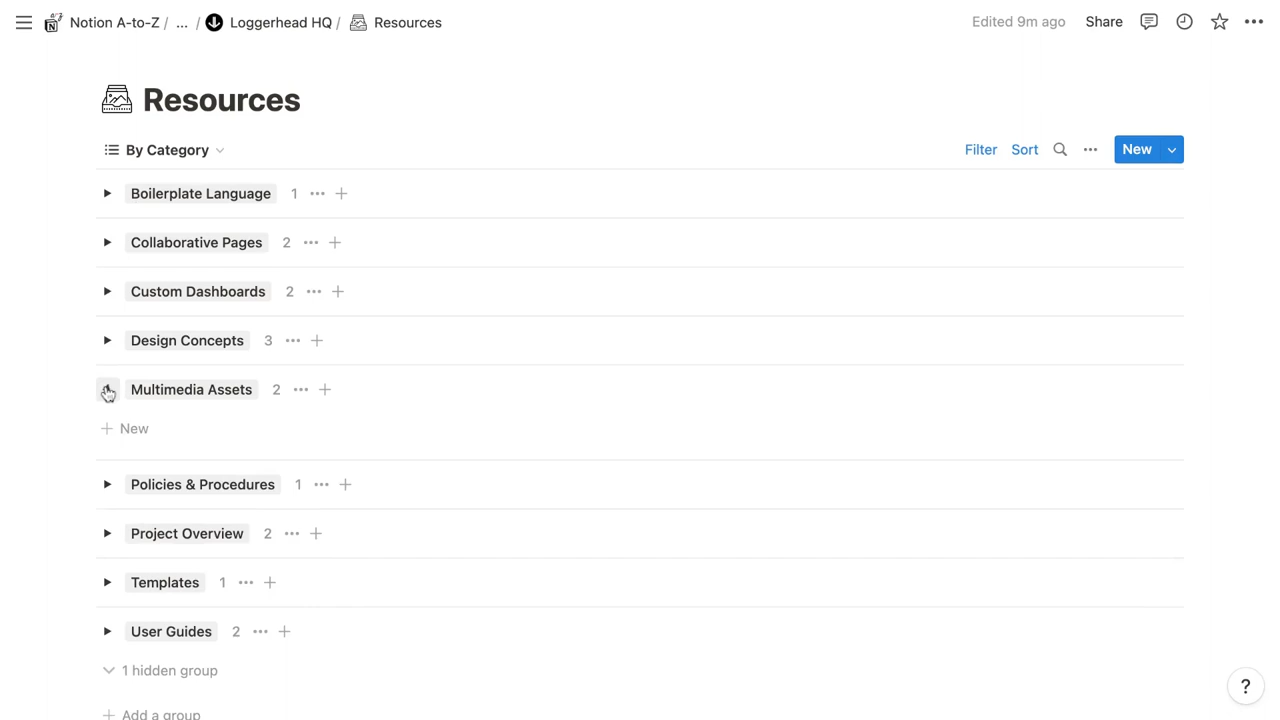 Notion A-to-Z / ... / Loggerhead HQ / Resources Edited 9m ago Share
Resources
By Category Filter Sort New
Boilerplate Language 1
Collaborative Pages 2
Custom Dashboards 2
Design Concepts 3
Multimedia Assets 2
New
Policies & Procedures 1
Project Overview 2
Templates 1
User Guides 2
1 hidden group
Add a group
?